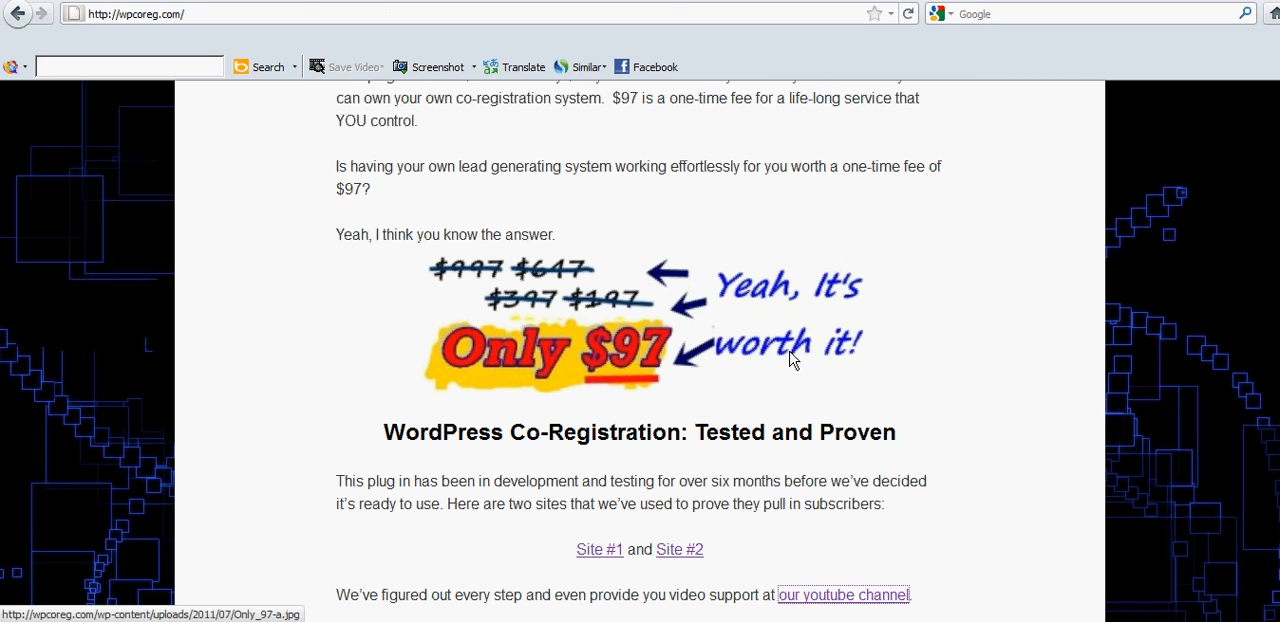 http://wpcoreg.com/
Google
Search
Save Video
Screenshot
Translate
Similar
Facebook
can own your own co-registration system. $97 is a one-time fee for a life-long service that
YOU control.
Is having your own lead generating system working effortlessly for you worth a one-time fee of
$97?
Yeah, I think you know the answer.
$997 $647
$397 $197
Yeah, It's
Only $97
worth it!
WordPress Co-Registration: Tested and Proven
This plug in has been in development and testing for over six months before we've decided
it's ready to use. Here are two sites that we've used to prove they pull in subscribers:
Site #1 and Site #2
We've figured out every step and even provide you video support at our youtube channel.
http://wpcoreg.com/wp-content/uploads/2011/07/Only_97-a.jpg